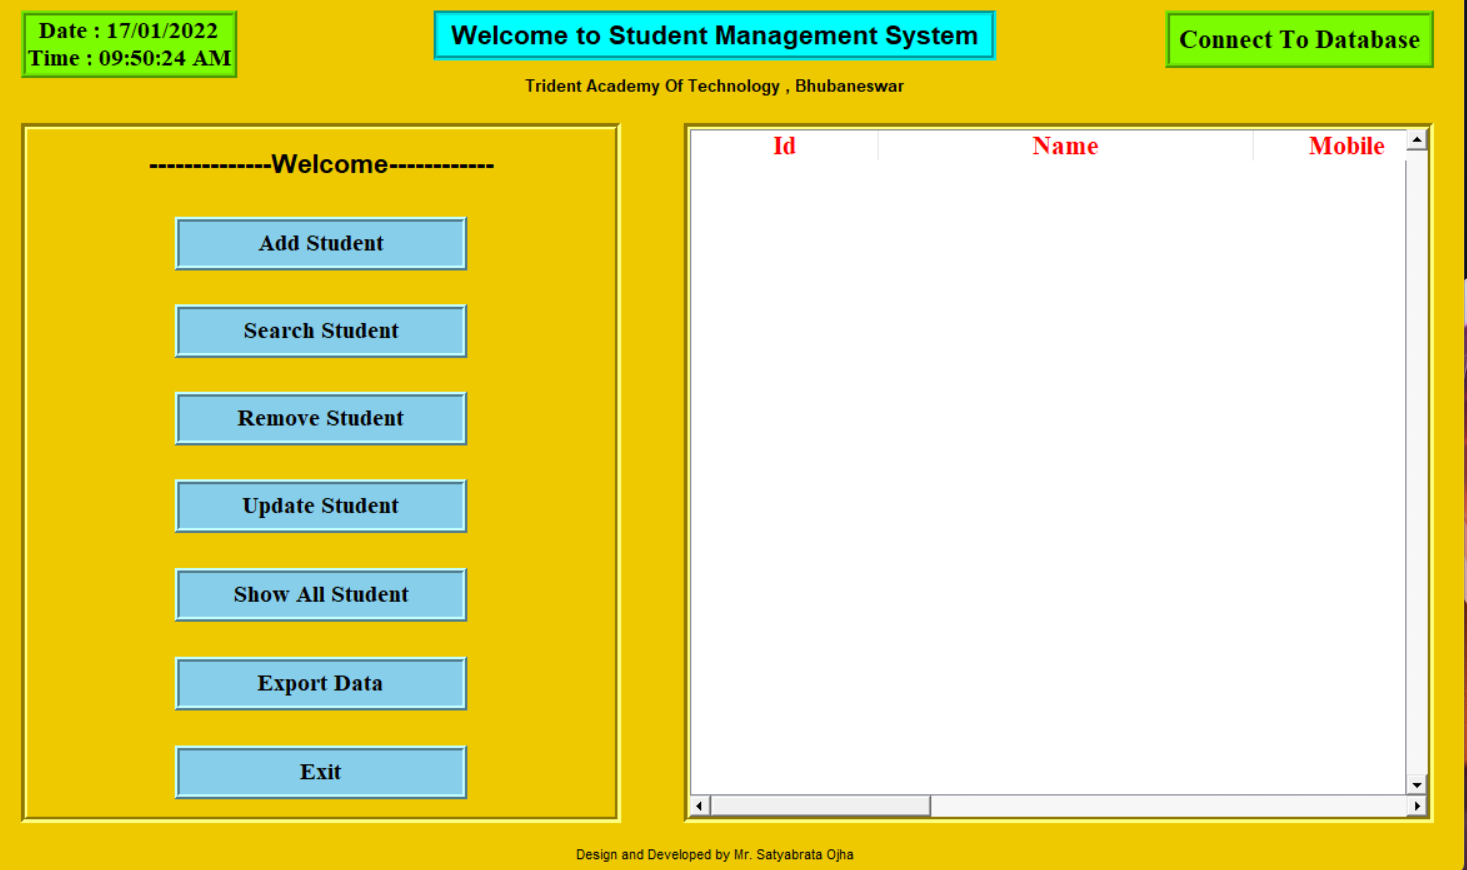 Date : 17/01/2022
Time : 09:50:24 AM
Welcome to Student Management System
Connect To Database
Trident Academy Of Technology , Bhubaneswar
--------------Welcome------------
Add Student
Search Student
Remove Student
Update Student
Show All Student
Export Data
Exit
Id Name Mobile
Design and Developed by Mr. Satyabrata Ojha